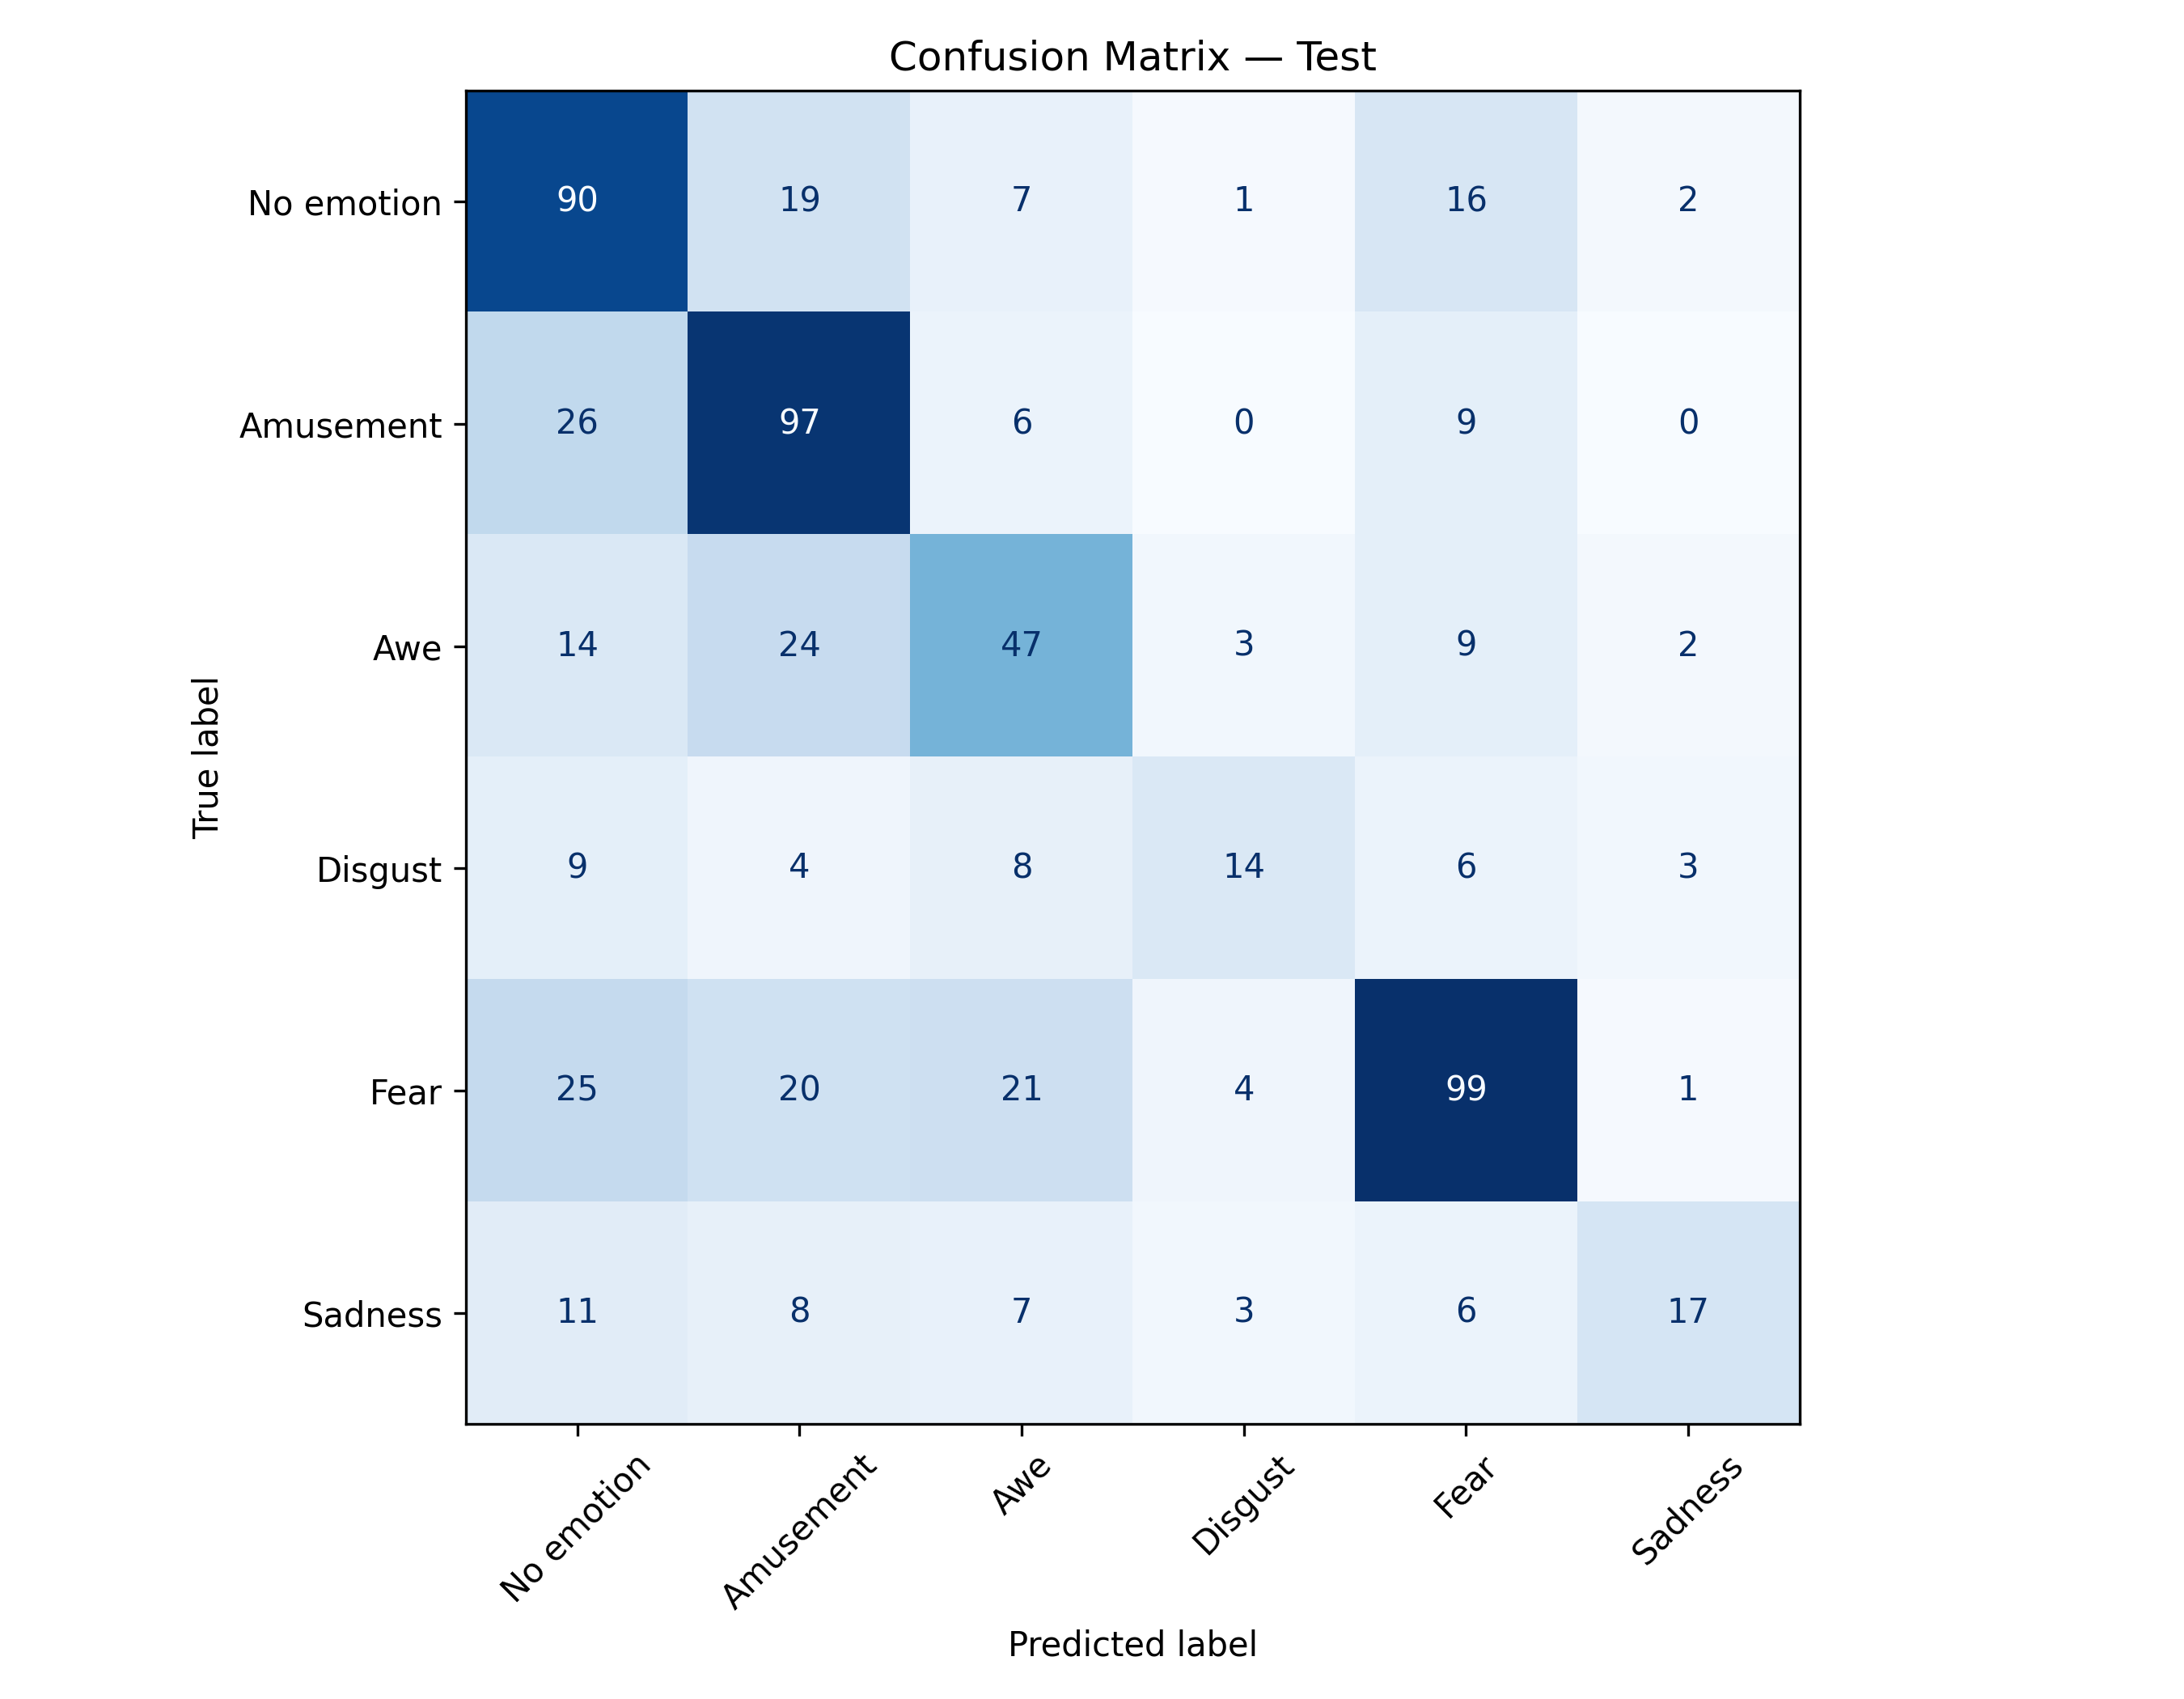 Confusion Matrix — Test
True label
No emotion 90 19 7 1 16 2
Amusement 26 97 6 0 9 0
Awe 14 24 47 3 9 2
Disgust 9 4 8 14 6 3
Fear 25 20 21 4 99 1
Sadness 11 8 7 3 6 17
No emotion Amusement Awe Disgust Fear Sadness
Predicted label